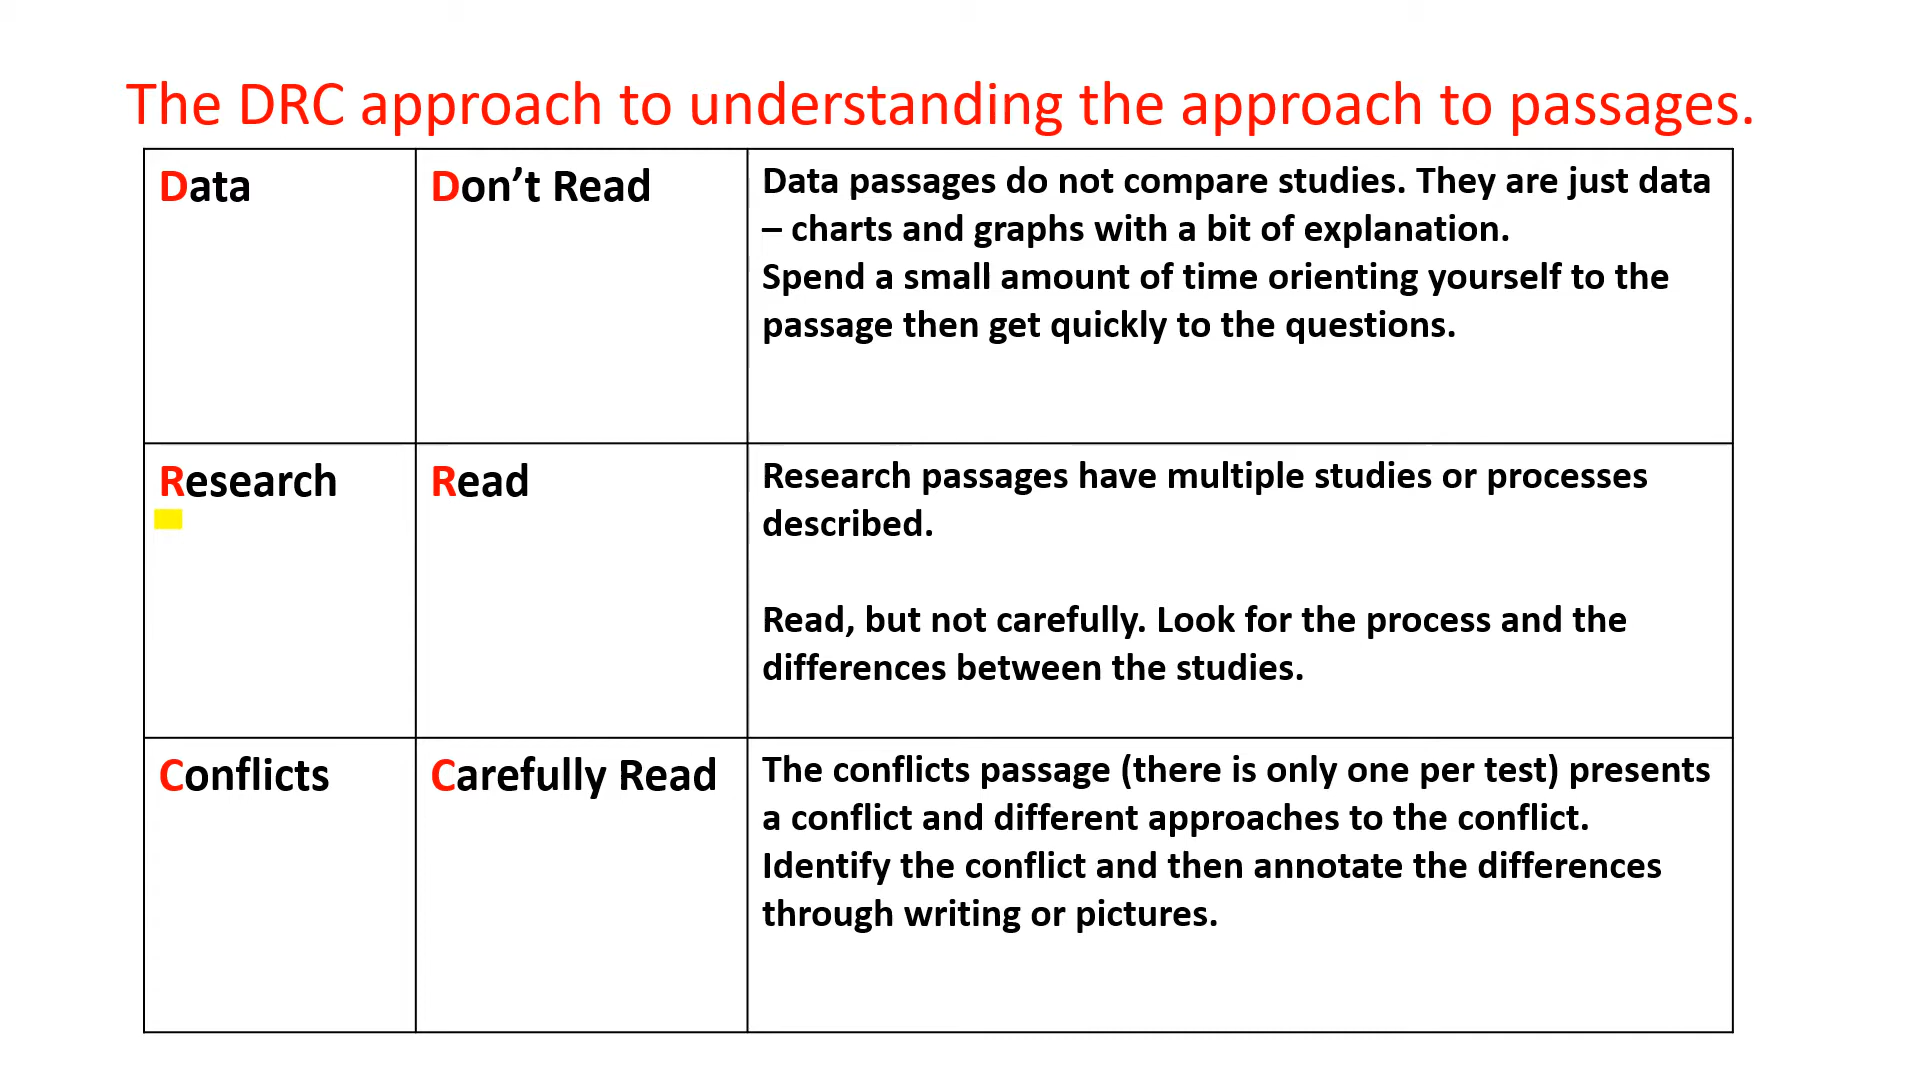 The DRC approach to understanding the approach to passages.
Data
Don’t Read
Data passages do not compare studies. They are just data
– charts and graphs with a bit of explanation.
Spend a small amount of time orienting yourself to the
passage then get quickly to the questions.
Research
Read
Research passages have multiple studies or processes
described.
Read, but not carefully. Look for the process and the
differences between the studies.
Conflicts
Carefully Read
The conflicts passage (there is only one per test) presents
a conflict and different approaches to the conflict.
Identify the conflict and then annotate the differences
through writing or pictures.